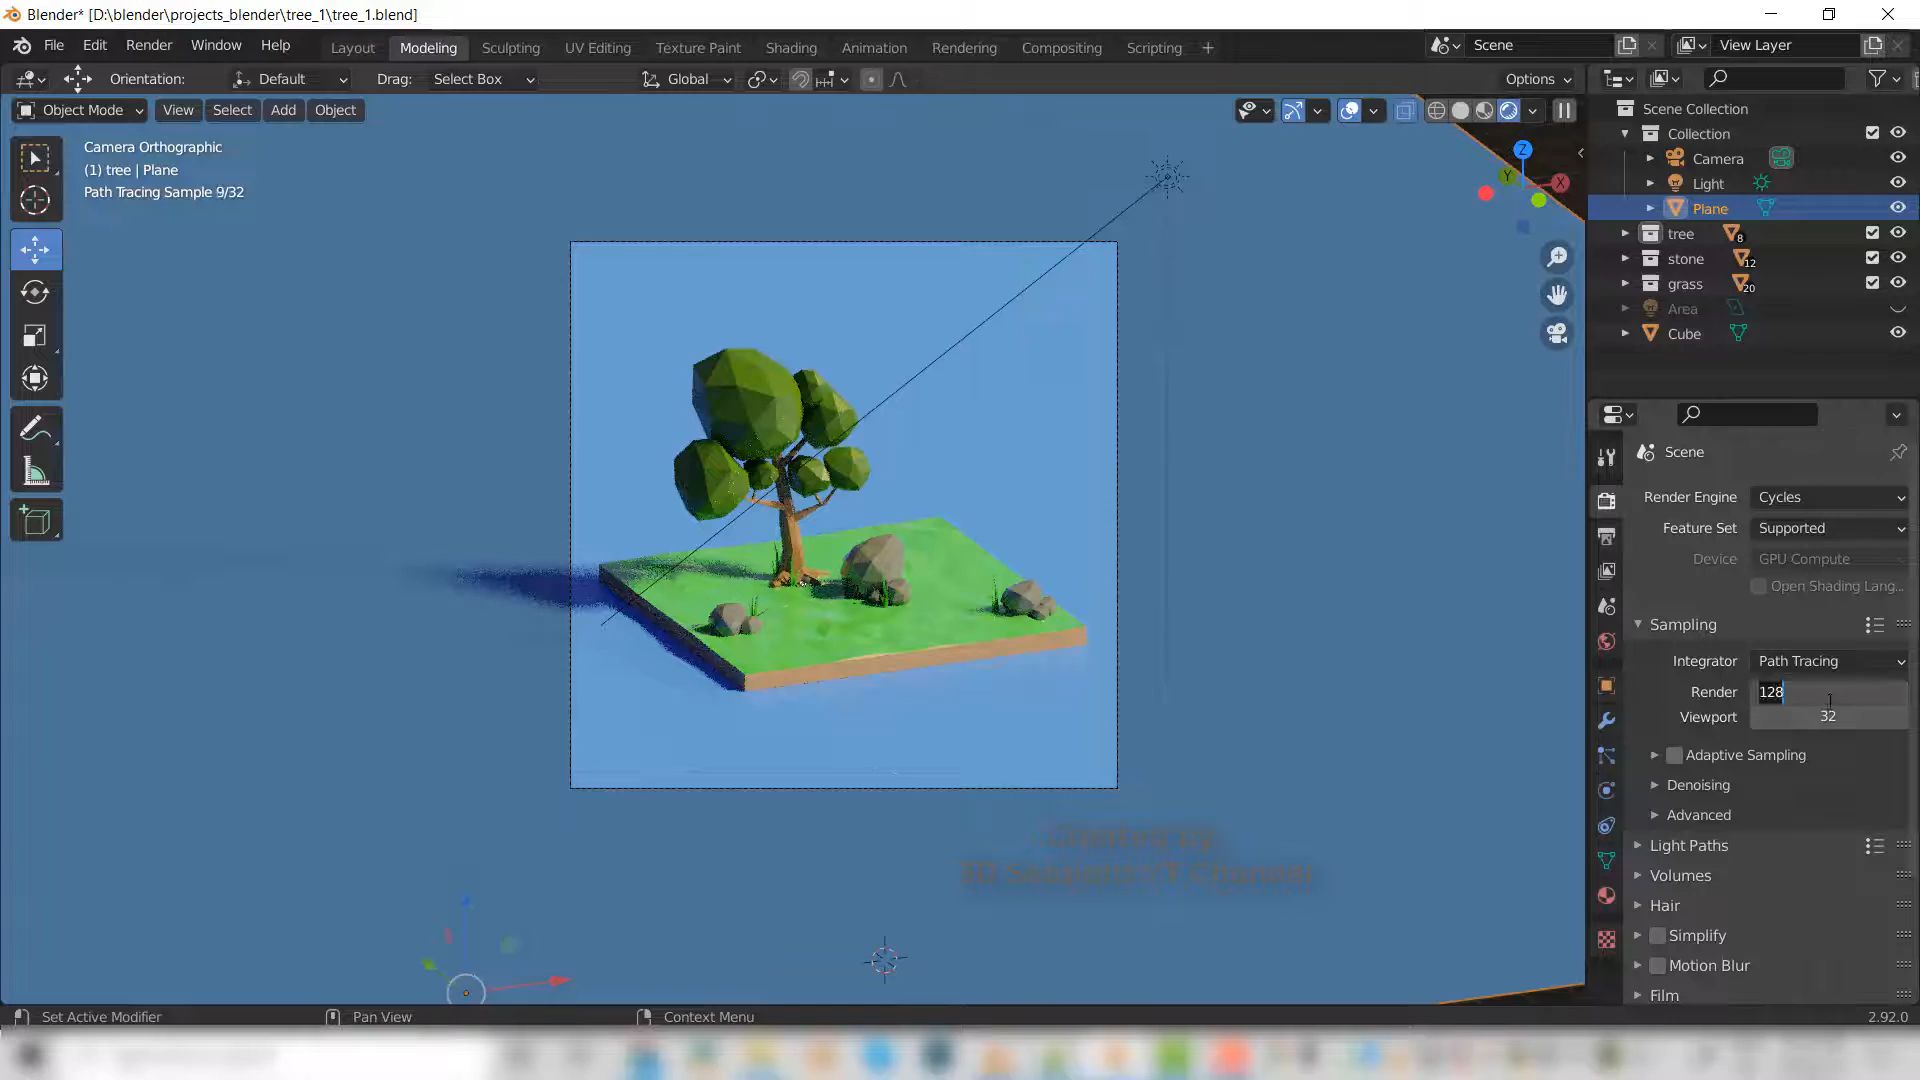 Blender* [D:\blender\projects_blender\tree_1\tree_1.blend]
File Edit Render Window Help Layout Modeling Sculpting UV Editing Texture Paint Shading Animation Rendering Compositing Scripting + Scene View Layer
Orientation: Default Drag: Select Box Global Options
Object Mode View Select Add Object
Camera Orthographic
(1) tree | Plane
Path Tracing Sample 9/32
Z
Y
X
Scene Collection
Collection
Camera
Light
Plane
tree 8
stone 12
grass 20
Area
Cube
Scene
Render Engine Cycles
Feature Set Supported
Device GPU Compute
Open Shading Lang...
Sampling
Integrator Path Tracing
Render 128
Viewport 32
Adaptive Sampling
Denoising
Advanced
Light Paths
Volumes
Hair
Simplify
Motion Blur
Film
Created by
Set Active Modifier Pan View Context Menu 2.92.0